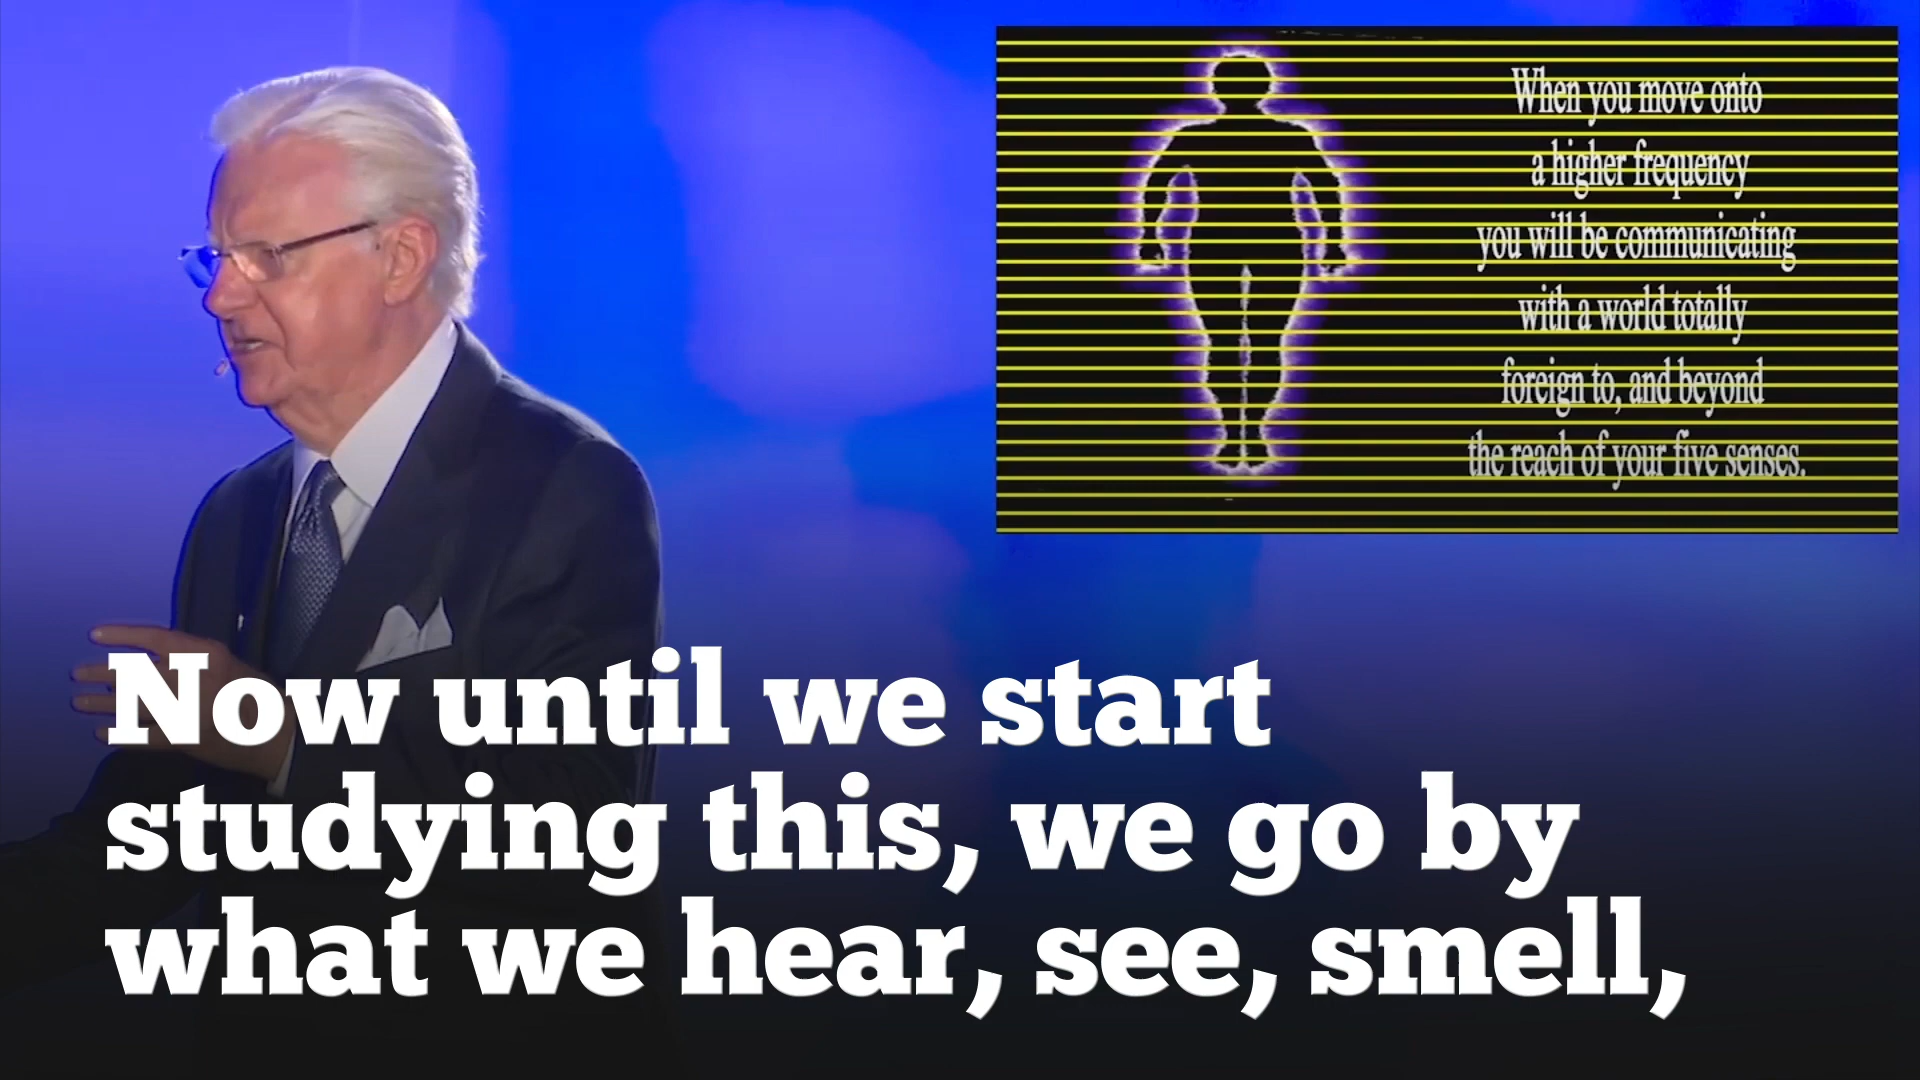 When you move onto
a higher frequency
you will be communicating
with a world totally
foreign to, and beyond
the reach of your five senses.
Now until we start
studying this, we go by
what we hear, see, smell,